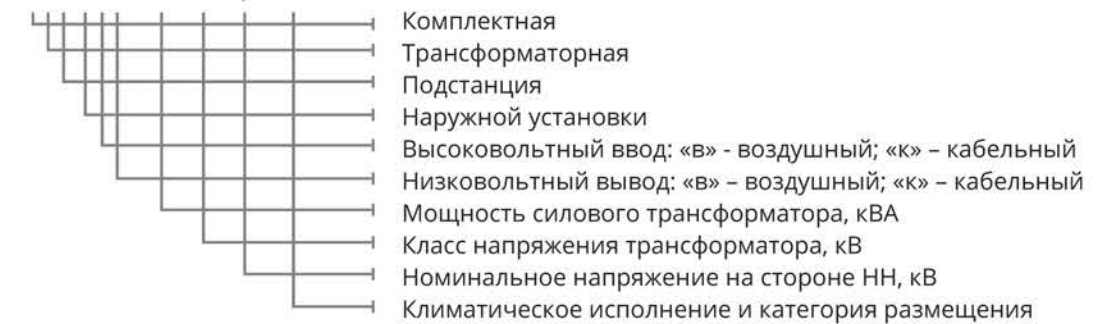 Комплектная
Трансформаторная
Подстанция
Наружной установки
Высоковольтный ввод: «в» - воздушный; «к» – кабельный
Низковольтный вывод: «в» – воздушный; «к» – кабельный
Мощность силового трансформатора, кВА
Класс напряжения трансформатора, кВ
Номинальное напряжение на стороне НН, кВ
Климатическое исполнение и категория размещения